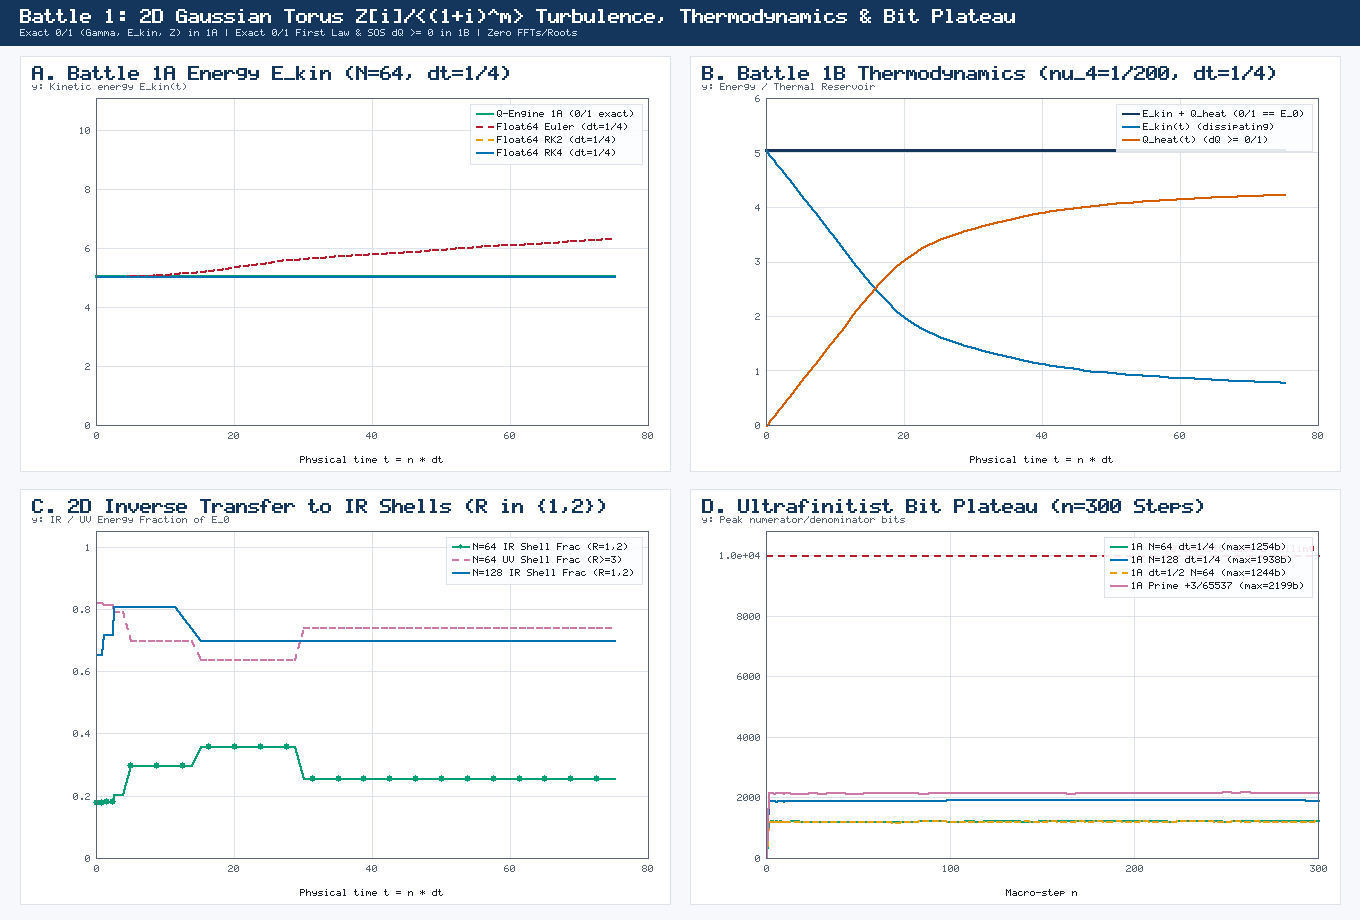 Battle 1: 2D Gaussian Torus Z[i]/<(1+i)^m> Turbulence, Thermodynamics & Bit Plateau
Exact 0/1 (Gamma, E_kin, Z) in 1A | Exact 0/1 First Law & SOS dQ >= 0 in 1B | Zero FFTs/Roots
A. Battle 1A Energy E_kin (N=64, dt=1/4)
y: Kinetic energy E_kin(t)
Q-Engine 1A (0/1 exact)
Float64 Euler (dt=1/4)
Float64 RK2 (dt=1/4)
Float64 RK4 (dt=1/4)
10
8
6
4
2
0
0 20 40 60 80
Physical time t = n * dt
B. Battle 1B Thermodynamics (nu_4=1/200, dt=1/4)
y: Energy / Thermal Reservoir
E_kin + Q_heat (0/1 == E_0)
E_kin(t) (dissipating)
Q_heat(t) (dQ >= 0/1)
6
5
4
3
2
1
0
0 20 40 60 80
Physical time t = n * dt
C. 2D Inverse Transfer to IR Shells (R in {1,2})
y: IR / UV Energy Fraction of E_0
N=64 IR Shell Frac (R=1,2)
N=64 UV Shell Frac (R>=3)
N=128 IR Shell Frac (R=1,2)
1
0.8
0.6
0.4
0.2
0
0 20 40 60 80
Physical time t = n * dt
D. Ultrafinitist Bit Plateau (n=300 Steps)
y: Peak numerator/denominator bits
1A N=64 dt=1/4 (max=1254b)
1A N=128 dt=1/4 (max=1938b)
1A dt=1/2 N=64 (max=1244b)
1A Prime +3/65537 (max=2199b)
1.0e+04
8000
6000
4000
2000
0
0 100 200 300
Macro-step n